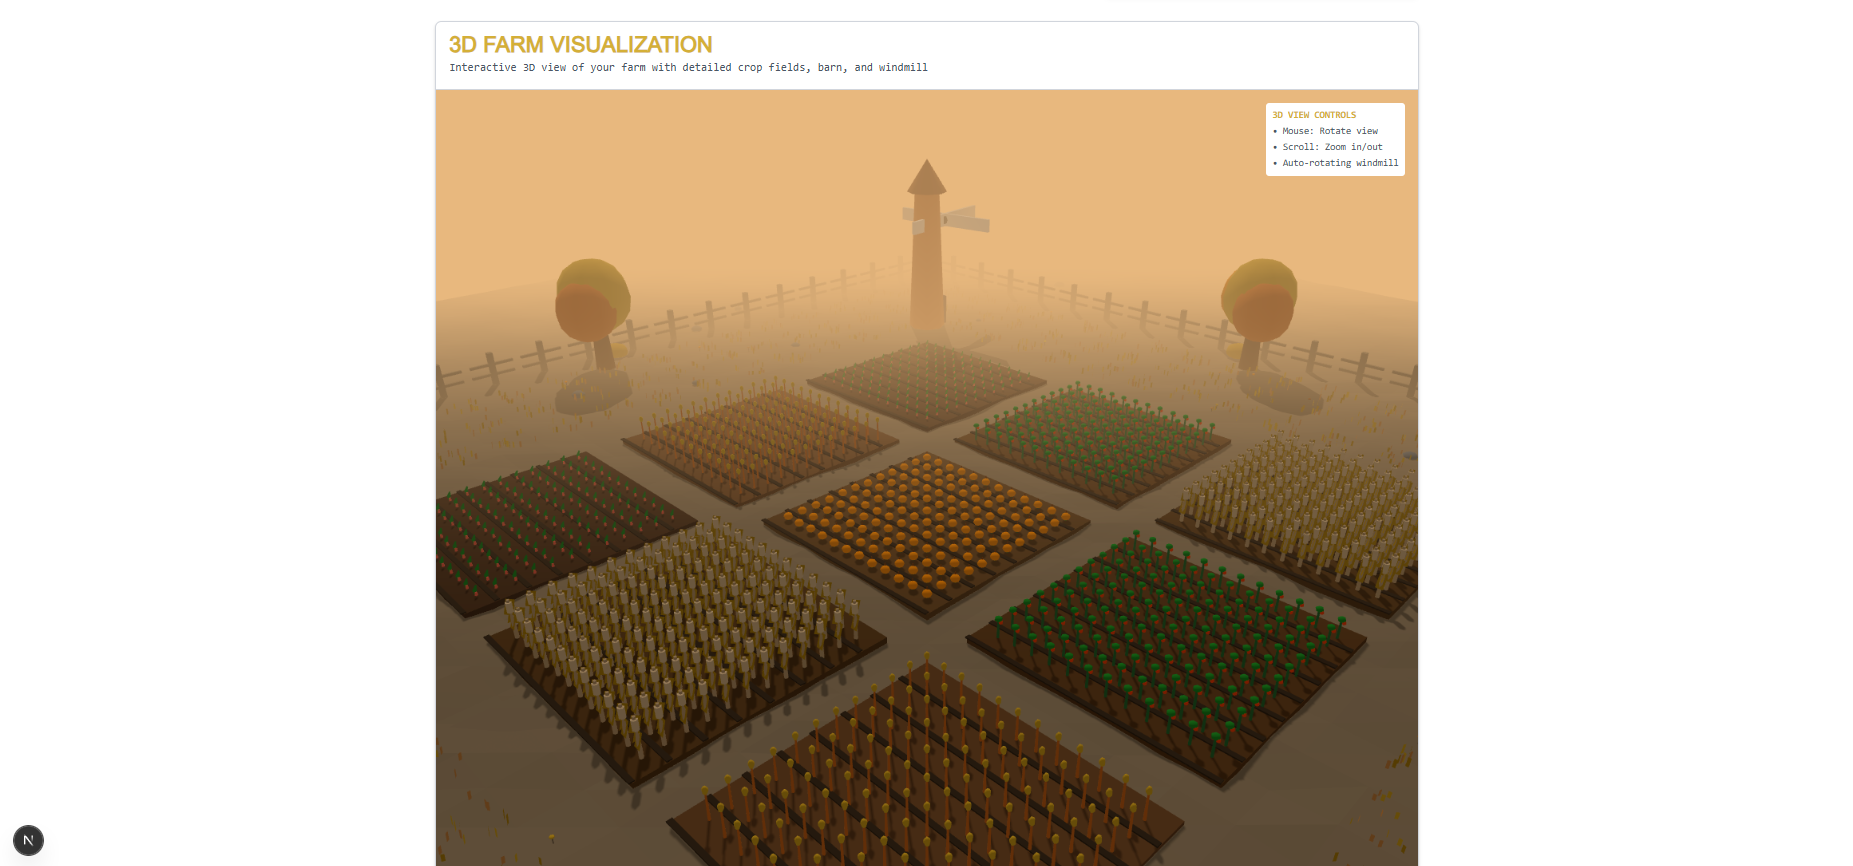 3D FARM VISUALIZATION
Interactive 3D view of your farm with detailed crop fields, barn, and windmill
3D VIEW CONTROLS
• Mouse: Rotate view
• Scroll: Zoom in/out
• Auto-rotating windmill
N